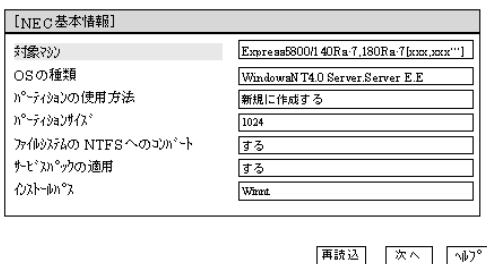 [NEC基本情報]
対象ﾏｼﾝ Express5800/140Ra-7,180Ra-7[xxx,xxx''']
OSの種類 WindowsNT4.0 Server.Server E.E
ﾊﾟｰﾃｨｼｮﾝの使用方法 新規に作成する
ﾊﾟｰﾃｨｼｮﾝｻｲｽﾞ 1024
ﾌｧｲﾙｼｽﾃﾑの NTFSへのｺﾝﾊﾞｰﾄ する
ｻｰﾋﾞｽﾊﾟｯｸの適用 する
ｲﾝｽﾄｰﾙﾊﾟｽ Winnt
再読込 次へ ﾍﾙﾌﾟ